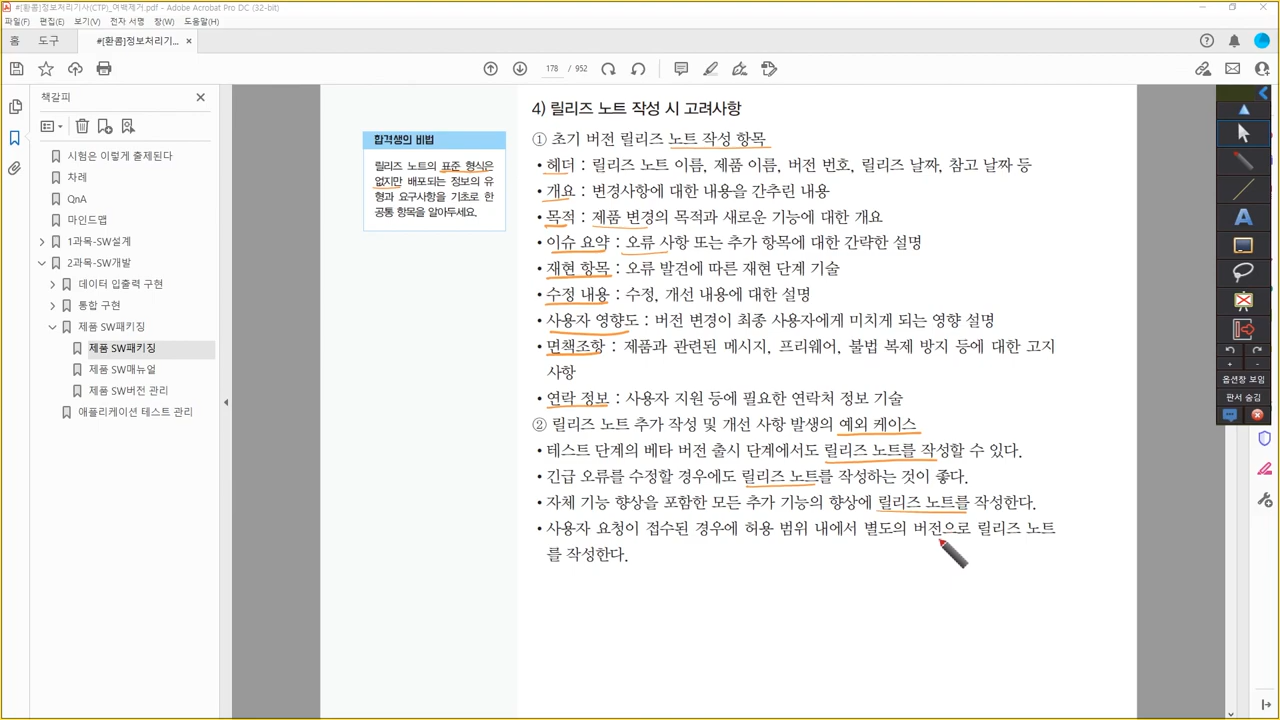 #[환콤]정보처리기사(CTP)_여백제거.pdf - Adobe Acrobat Pro DC (32-bit)
파일(F) 편집(E) 보기(V) 전자 서명 창(W) 도움말(H)
홈 도구 #[환콤]정보처리기... ×
178 / 952
책갈피
시험은 이렇게 출제된다
차례
QnA
마인드맵
1과목-SW설계
2과목-SW개발
데이터 입출력 구현
통합 구현
제품 SW패키징
제품 SW패키징
제품 SW매뉴얼
제품 SW버전 관리
애플리케이션 테스트 관리
합격생의 비법
릴리즈 노트의 표준 형식은
없지만 배포되는 정보의 유
형과 요구사항을 기초로 한
공통 항목을 알아두세요.
4) 릴리즈 노트 작성 시 고려사항
① 초기 버전 릴리즈 노트 작성 항목
• 헤더 : 릴리즈 노트 이름, 제품 이름, 버전 번호, 릴리즈 날짜, 참고 날짜 등
• 개요 : 변경사항에 대한 내용을 간추린 내용
• 목적 : 제품 변경의 목적과 새로운 기능에 대한 개요
• 이슈 요약 : 오류 사항 또는 추가 항목에 대한 간략한 설명
• 재현 항목 : 오류 발견에 따른 재현 단계 기술
• 수정 내용 : 수정, 개선 내용에 대한 설명
• 사용자 영향도 : 버전 변경이 최종 사용자에게 미치게 되는 영향 설명
• 면책조항 : 제품과 관련된 메시지, 프리웨어, 불법 복제 방지 등에 대한 고지
사항
• 연락 정보 : 사용자 지원 등에 필요한 연락처 정보 기술
② 릴리즈 노트 추가 작성 및 개선 사항 발생의 예외 케이스
• 테스트 단계의 베타 버전 출시 단계에서도 릴리즈 노트를 작성할 수 있다.
• 긴급 오류를 수정할 경우에도 릴리즈 노트를 작성하는 것이 좋다.
• 자체 기능 향상을 포함한 모든 추가 기능의 향상에 릴리즈 노트를 작성한다.
• 사용자 요청이 접수된 경우에 허용 범위 내에서 별도의 버전으로 릴리즈 노트
를 작성한다.
A
+ -
옵션창 보임
판서 숨김